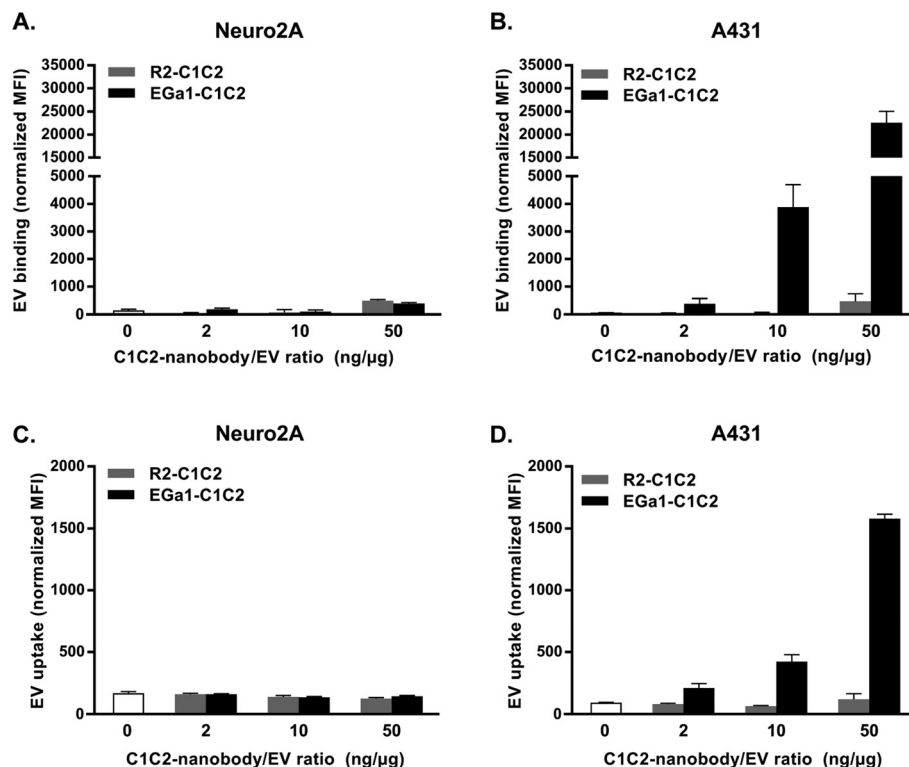 A.
Neuro2A
R2-C1C2
EGa1-C1C2
EV binding (normalized MFI)
35000
30000
25000
20000
15000
5000
4000
3000
2000
1000
0
0 2 10 50
C1C2-nanobody/EV ratio (ng/µg)
B.
A431
R2-C1C2
EGa1-C1C2
EV binding (normalized MFI)
35000
30000
25000
20000
15000
5000
4000
3000
2000
1000
0
0 2 10 50
C1C2-nanobody/EV ratio (ng/µg)
C.
Neuro2A
R2-C1C2
EGa1-C1C2
EV uptake (normalized MFI)
2000
1500
1000
500
0
0 2 10 50
C1C2-nanobody/EV ratio (ng/µg)
D.
A431
R2-C1C2
EGa1-C1C2
EV uptake (normalized MFI)
2000
1500
1000
500
0
0 2 10 50
C1C2-nanobody/EV ratio (ng/µg)